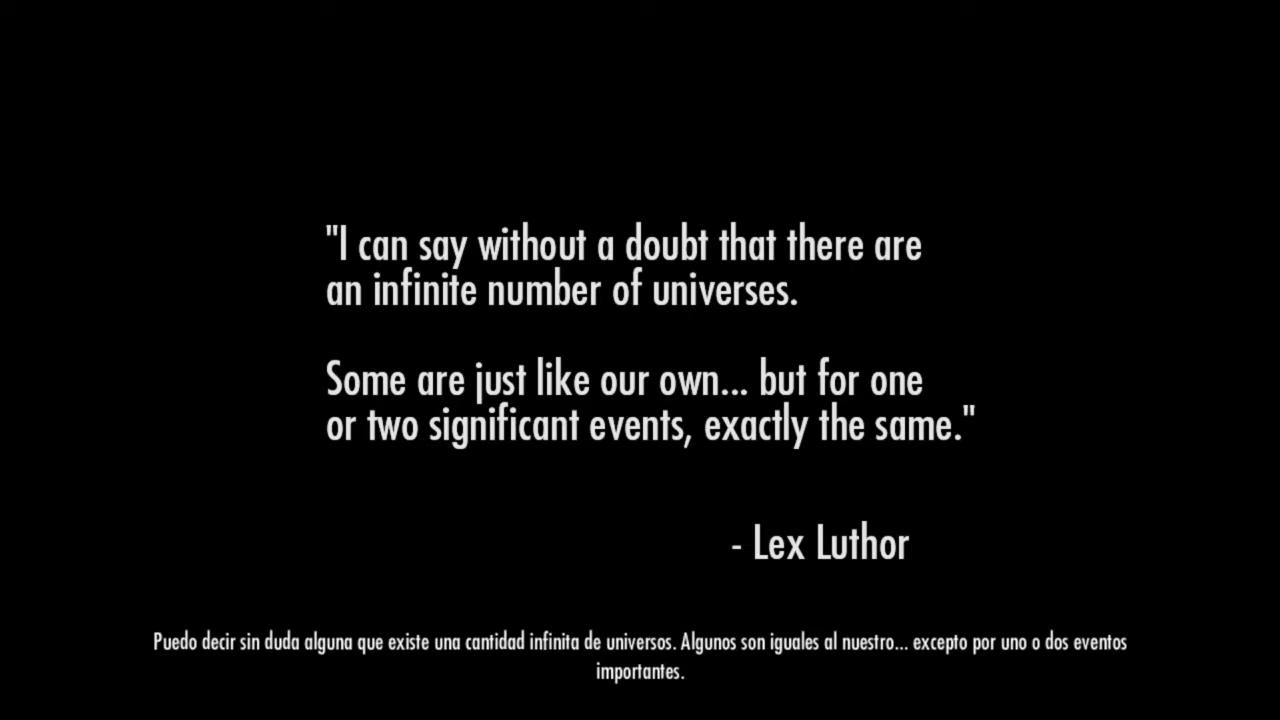 "I can say without a doubt that there are
an infinite number of universes.
Some are just like our own... but for one
or two significant events, exactly the same."
- Lex Luthor
Puedo decir sin duda alguna que existe una cantidad infinita de universos. Algunos son iguales al nuestro... excepto por uno o dos eventos
importantes.